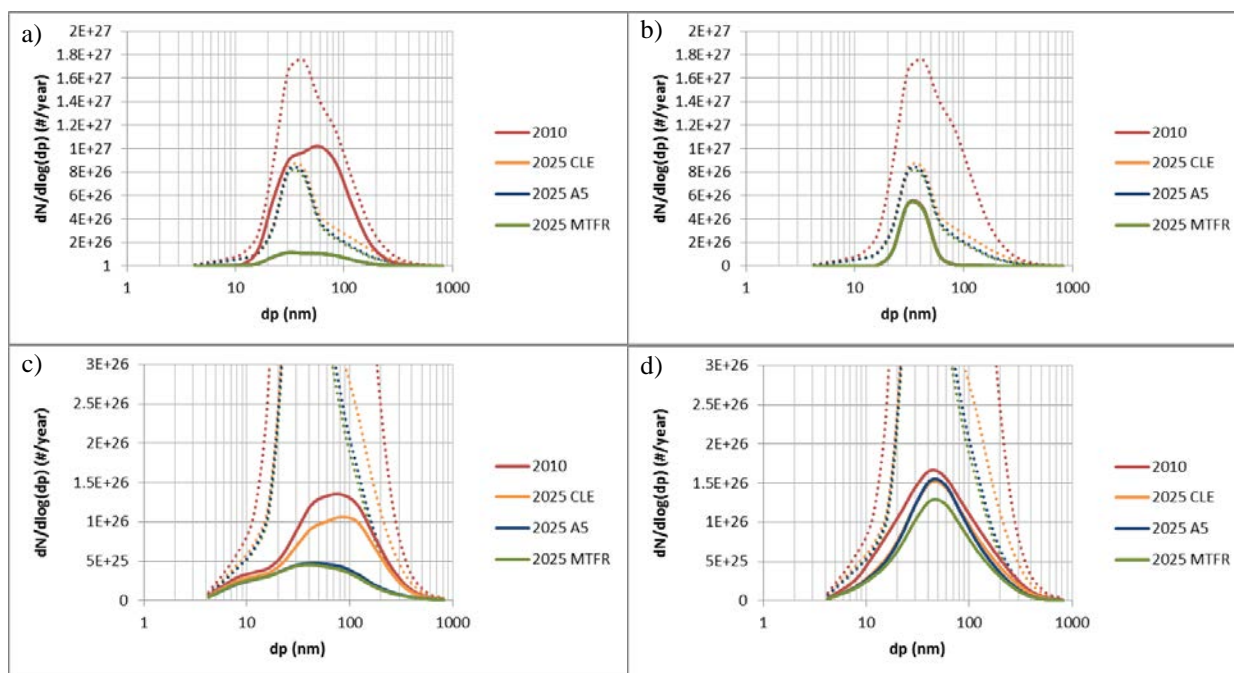 a)
2E+27
1.8E+27
1.6E+27
1.4E+27
1.2E+27
1E+27
8E+26
6E+26
4E+26
2E+26
1
dN/dlog(dp) (#/year)
1
10
100
1000
dp (nm)
2010
2025 CLE
2025 A5
2025 MTFR
b)
2E+27
1.8E+27
1.6E+27
1.4E+27
1.2E+27
1E+27
8E+26
6E+26
4E+26
2E+26
0
dN/dlog(dp) (#/year)
1
10
100
1000
dp (nm)
2010
2025 CLE
2025 A5
2025 MTFR
c)
3E+26
2.5E+26
2E+26
1.5E+26
1E+26
5E+25
0
dN/dlog(dp) (#/year)
1
10
100
1000
dp (nm)
2010
2025 CLE
2025 A5
2025 MTFR
d)
3E+26
2.5E+26
2E+26
1.5E+26
1E+26
5E+25
0
dN/dlog(dp) (#/year)
1
10
100
1000
dp (nm)
2010
2025 CLE
2025 A5
2025 MTFR